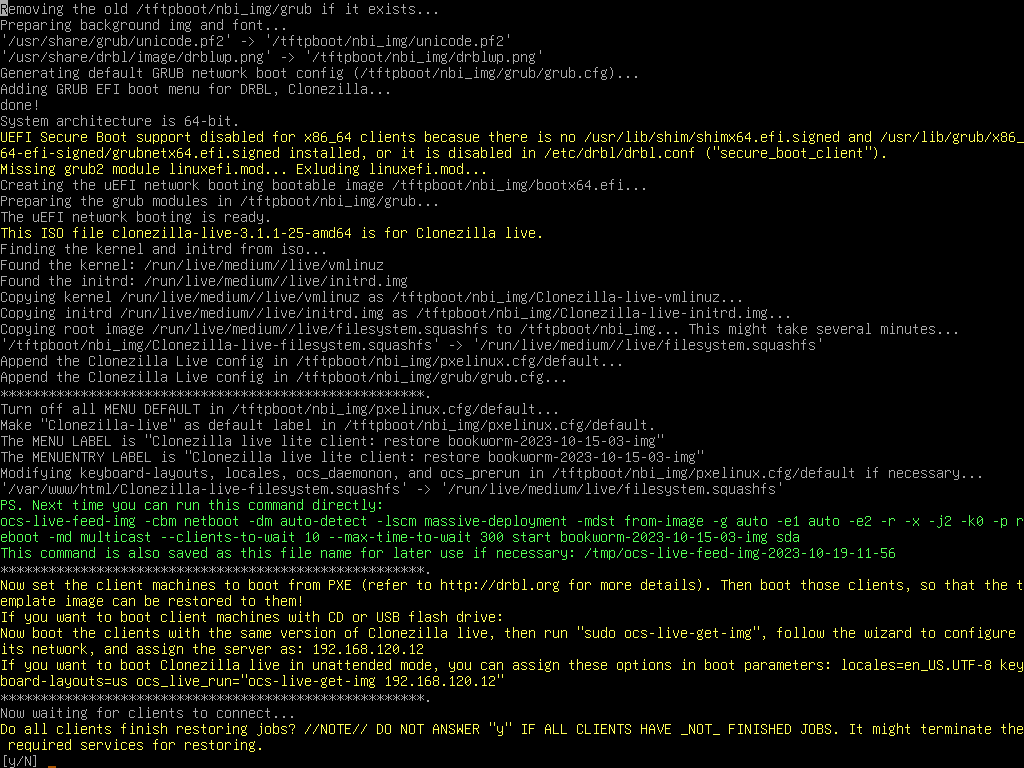 Removing the old /tftpboot/nbi_img/grub if it exists...
Preparing background img and font...
'/usr/share/grub/unicode.pf2' -> '/tftpboot/nbi_img/unicode.pf2'
'/usr/share/drbl/image/drblwp.png' -> '/tftpboot/nbi_img/drblwp.png'
Generating default GRUB network boot config (/tftpboot/nbi_img/grub/grub.cfg)...
Adding GRUB EFI boot menu for DRBL, Clonezilla...
done!
System architecture is 64-bit.
UEFI Secure Boot support disabled for x86_64 clients becasue there is no /usr/lib/shim/shimx64.efi.signed and /usr/lib/grub/x86_
64-efi-signed/grubnetx64.efi.signed installed, or it is disabled in /etc/drbl/drbl.conf ("secure_boot_client").
Missing grub2 module linuxefi.mod... Exluding linuxefi.mod...
Creating the uEFI network booting bootable image /tftpboot/nbi_img/bootx64.efi...
Preparing the grub modules in /tftpboot/nbi_img/grub...
The uEFI network booting is ready.
This ISO file clonezilla-live-3.1.1-25-amd64 is for Clonezilla live.
Finding the kernel and initrd from iso...
Found the kernel: /run/live/medium//live/vmlinuz
Found the initrd: /run/live/medium//live/initrd.img
Copying kernel /run/live/medium//live/vmlinuz as /tftpboot/nbi_img/Clonezilla-live-vmlinuz...
Copying initrd /run/live/medium//live/initrd.img as /tftpboot/nbi_img/Clonezilla-live-initrd.img...
Copying root image /run/live/medium//live/filesystem.squashfs to /tftpboot/nbi_img... This might take several minutes...
'/tftpboot/nbi_img/Clonezilla-live-filesystem.squashfs' -> '/run/live/medium//live/filesystem.squashfs'
Append the Clonezilla Live config in /tftpboot/nbi_img/pxelinux.cfg/default...
Append the Clonezilla Live config in /tftpboot/nbi_img/grub/grub.cfg...
*****************************************************.
Turn off all MENU DEFAULT in /tftpboot/nbi_img/pxelinux.cfg/default...
Make "Clonezilla-live" as default label in /tftpboot/nbi_img/pxelinux.cfg/default.
The MENU LABEL is "Clonezilla live lite client: restore bookworm-2023-10-15-03-img"
The MENUENTRY LABEL is "Clonezilla live lite client: restore bookworm-2023-10-15-03-img"
Modifying keyboard-layouts, locales, ocs_daemonon, and ocs_prerun in /tftpboot/nbi_img/pxelinux.cfg/default if necessary...
'/var/www/html/Clonezilla-live-filesystem.squashfs' -> '/run/live/medium/live/filesystem.squashfs'
PS. Next time you can run this command directly:
ocs-live-feed-img -cbm netboot -dm auto-detect -lscm massive-deployment -mdst from-image -g auto -e1 auto -e2 -r -x -j2 -k0 -p r
eboot -md multicast --clients-to-wait 10 --max-time-to-wait 300 start bookworm-2023-10-15-03-img sda
This command is also saved as this file name for later use if necessary: /tmp/ocs-live-feed-img-2023-10-19-11-56
*****************************************************.
Now set the client machines to boot from PXE (refer to http://drbl.org for more details). Then boot those clients, so that the t
emplate image can be restored to them!
If you want to boot client machines with CD or USB flash drive:
Now boot the clients with the same version of Clonezilla live, then run "sudo ocs-live-get-img", follow the wizard to configure
its network, and assign the server as: 192.168.120.12
If you want to boot Clonezilla live in unattended mode, you can assign these options in boot parameters: locales=en_US.UTF-8 key
board-layouts=us ocs_live_run="ocs-live-get-img 192.168.120.12"
*****************************************************.
Now waiting for clients to connect...
Do all clients finish restoring jobs? //NOTE// DO NOT ANSWER "y" IF ALL CLIENTS HAVE _NOT_ FINISHED JOBS. It might terminate the
 required services for restoring.
[y/N] _